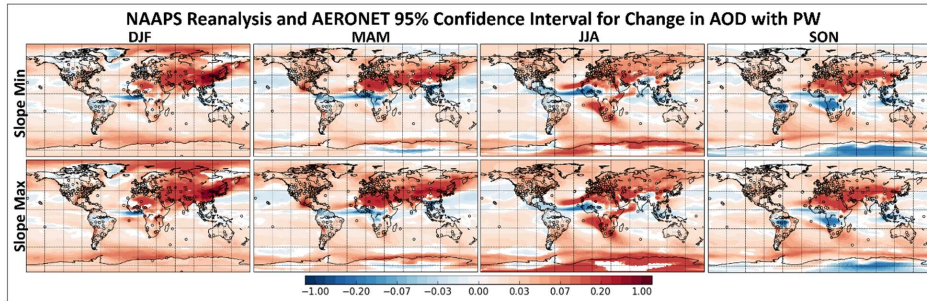 NAAPS Reanalysis and AERONET 95% Confidence Interval for Change in AOD with PW
DJF MAM JJA SON
Slope Min
Slope Max
−1.00 −0.20 −0.07 −0.03 0.00 0.03 0.07 0.20 1.00